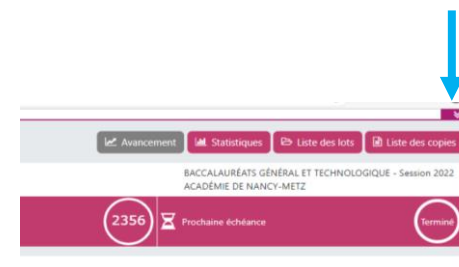 Avancement Statistiques Liste des lots Liste des copies
BACCALAURÉATS GÉNÉRAL ET TECHNOLOGIQUE - Session 2022
ACADÉMIE DE NANCY-METZ
2356 Prochaine échéance Terminé